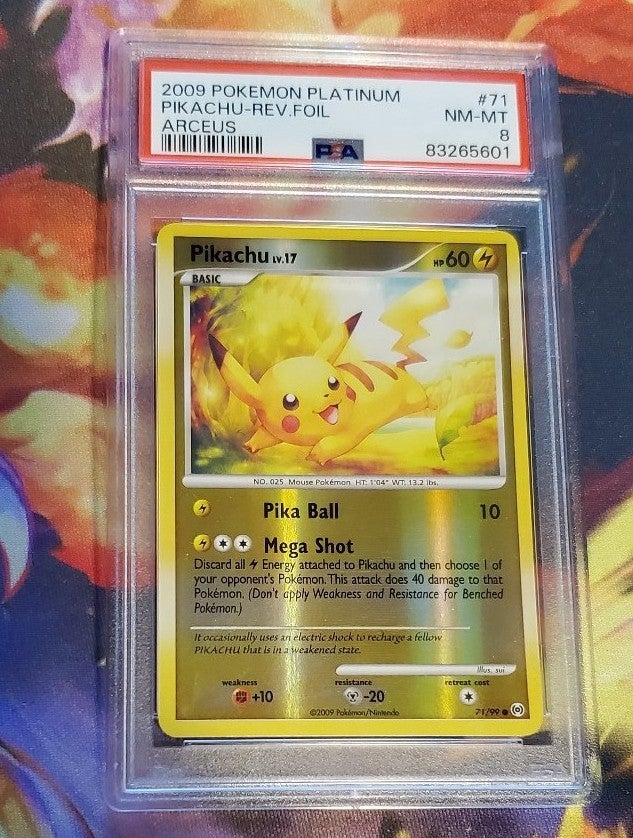 2009 POKEMON PLATINUM #71
PIKACHU-REV.FOIL NM-MT
ARCEUS 8
PSA 83265601
Pikachu LV.17 HP 60
BASIC
NO. 025 Mouse Pokémon HT: 1'04" WT: 13.2 lbs.
Pika Ball 10
Mega Shot
Discard all Energy attached to Pikachu and then choose 1 of
your opponent's Pokémon. This attack does 40 damage to that
Pokémon. (Don't apply Weakness and Resistance for Benched
Pokémon.)
It occasionally uses an electric shock to recharge a fellow
PIKACHU that is in a weakened state.
Illus. sui
weakness resistance retreat cost
+10 -20
©2009 Pokémon/Nintendo 71/99